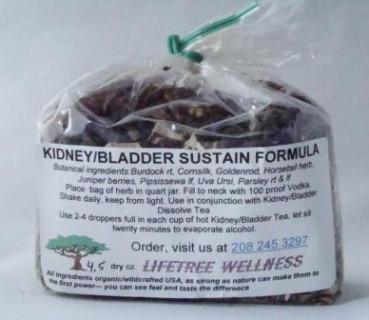 KIDNEY/BLADDER SUSTAIN FORMULA
Botanical ingredients:Burdock rt, Cornsilk, Goldenrod, Horsetail herb,
Juniper berries, Pipsissewa lf, Uva Ursi, Parsley rt & lf
Place bag of herb in quart jar. Fill to neck with 100 proof Vodka.
Shake daily, keep from light. Use in conjunction with Kidney/Bladder
Dissolve Tea
Use 2-4 droppers full in each cup of hot Kidney/Bladder Tea, let sit
twenty minutes to evaporate alcohol.
Order, visit us at 208 245 3297
4,5 dry oz. LIFETREE WELLNESS
All ingredients organic/wildcrafted USA, as strong as nature can make them to
the first power--- you can see feel and taste the difference